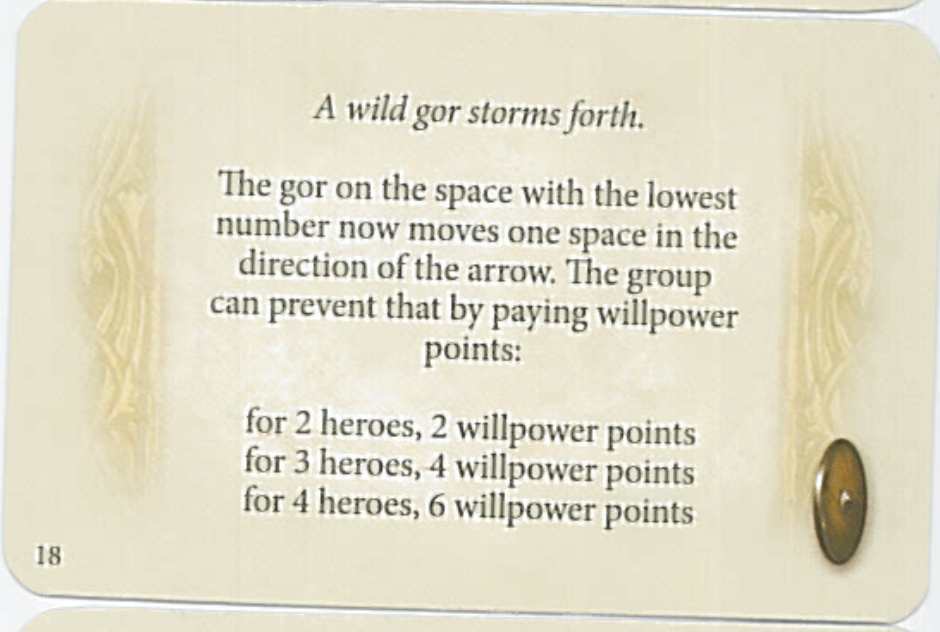 A wild gor storms forth.
The gor on the space with the lowest
number now moves one space in the
direction of the arrow. The group
can prevent that by paying willpower
points:
for 2 heroes, 2 willpower points
for 3 heroes, 4 willpower points
for 4 heroes, 6 willpower points
18